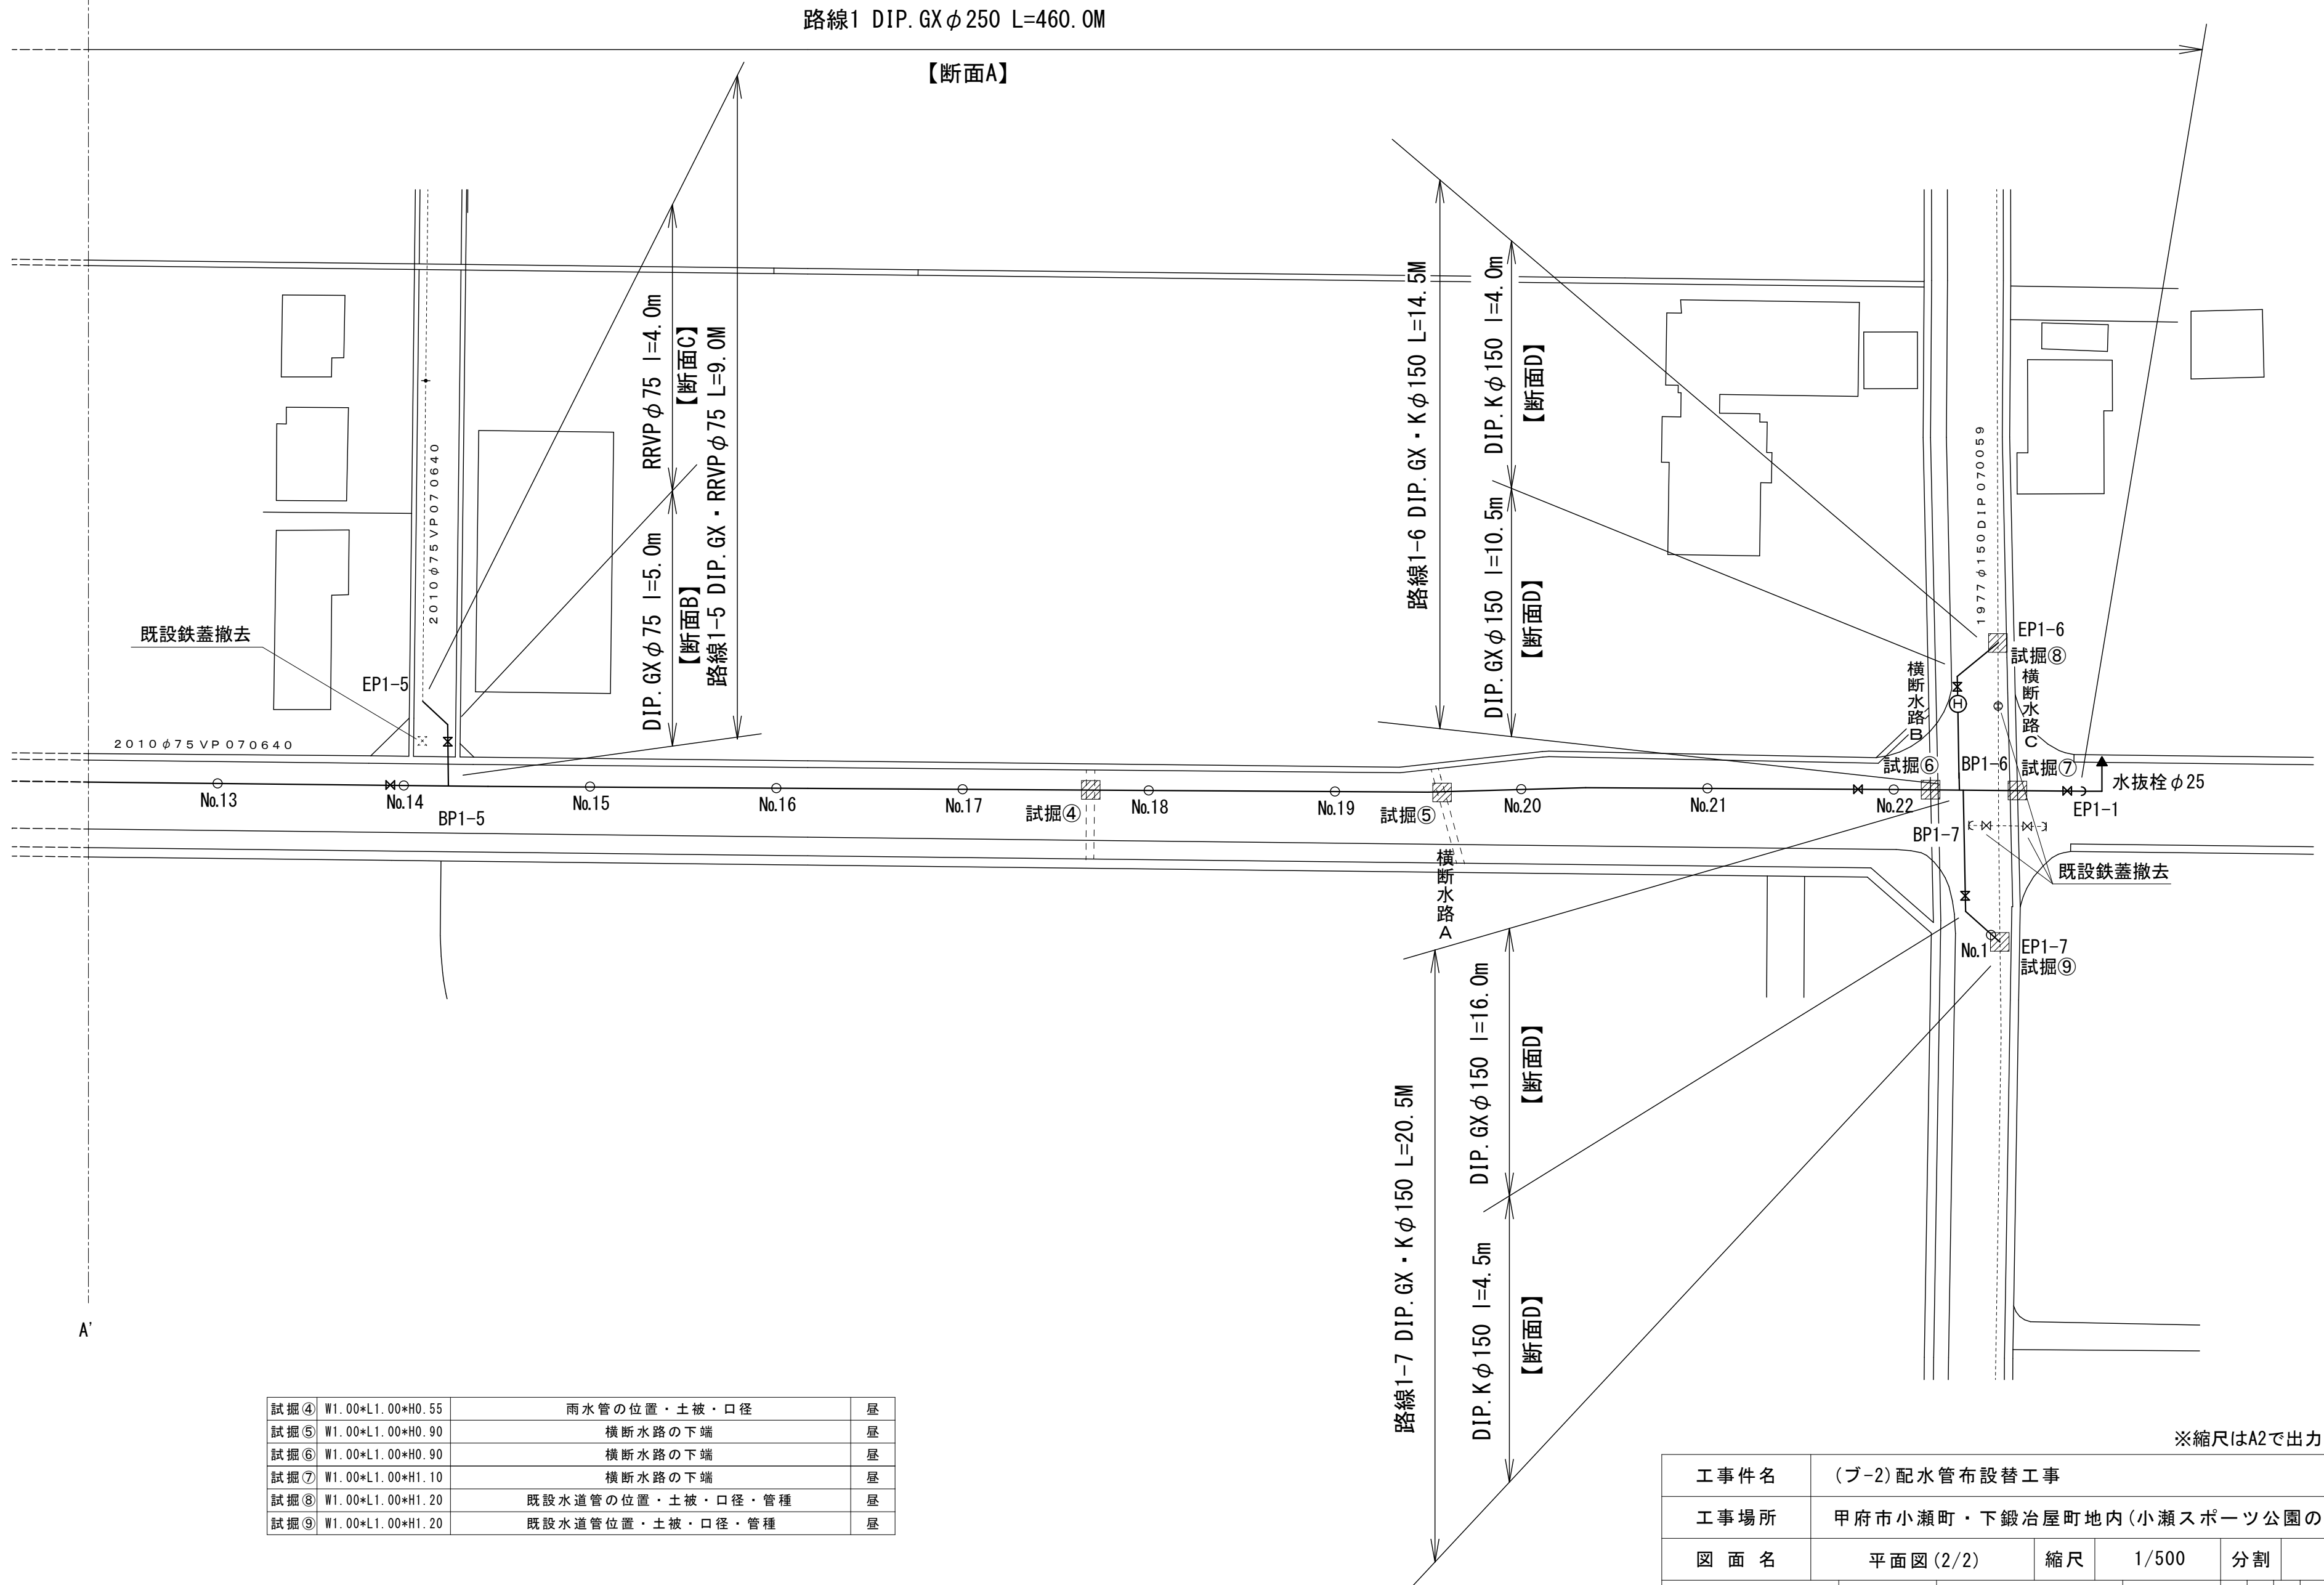 路線1 DIP.GXφ250 L=460.0M
【断面A】
RRVPφ75 l=4.0m
【断面C】
DIP.GXφ75 l=5.0m
【断面B】
路線1-5 DIP.GX・RRVPφ75 L=9.0M
路線1-6 DIP.GX・Kφ150 L=14.5M
DIP.Kφ150 l=4.0m
【断面D】
DIP.GXφ150 l=10.5m
【断面D】
2010φ75VP070640
1977φ150DIP070059
既設鉄蓋撤去
EP1-5
2010φ75VP070640
EP1-6
試掘⑧
横断水路B
横断水路C
試掘⑥
BP1-6
試掘⑦
水抜栓φ25
H
No.13
No.14
BP1-5
No.15
No.16
No.17
試掘④
No.18
No.19
試掘⑤
No.20
No.21
No.22
EP1-1
BP1-7
横断水路A
既設鉄蓋撤去
No.1
EP1-7
試掘⑨
路線1-7 DIP.GX・Kφ150 L=20.5M
DIP.GXφ150 l=16.0m
【断面D】
DIP.Kφ150 l=4.5m
【断面D】
A'
試掘④ W1.00*L1.00*H0.55 雨水管の位置・土被・口径 昼
試掘⑤ W1.00*L1.00*H0.90 横断水路の下端 昼
試掘⑥ W1.00*L1.00*H0.90 横断水路の下端 昼
試掘⑦ W1.00*L1.00*H1.10 横断水路の下端 昼
試掘⑧ W1.00*L1.00*H1.20 既設水道管の位置・土被・口径・管種 昼
試掘⑨ W1.00*L1.00*H1.20 既設水道管位置・土被・口径・管種 昼
※縮尺はA2で出力
工事件名 (ブ-2)配水管布設替工事
工事場所 甲府市小瀬町・下鍛冶屋町地内(小瀬スポーツ公園の
図面名 平面図(2/2) 縮尺 1/500 分割